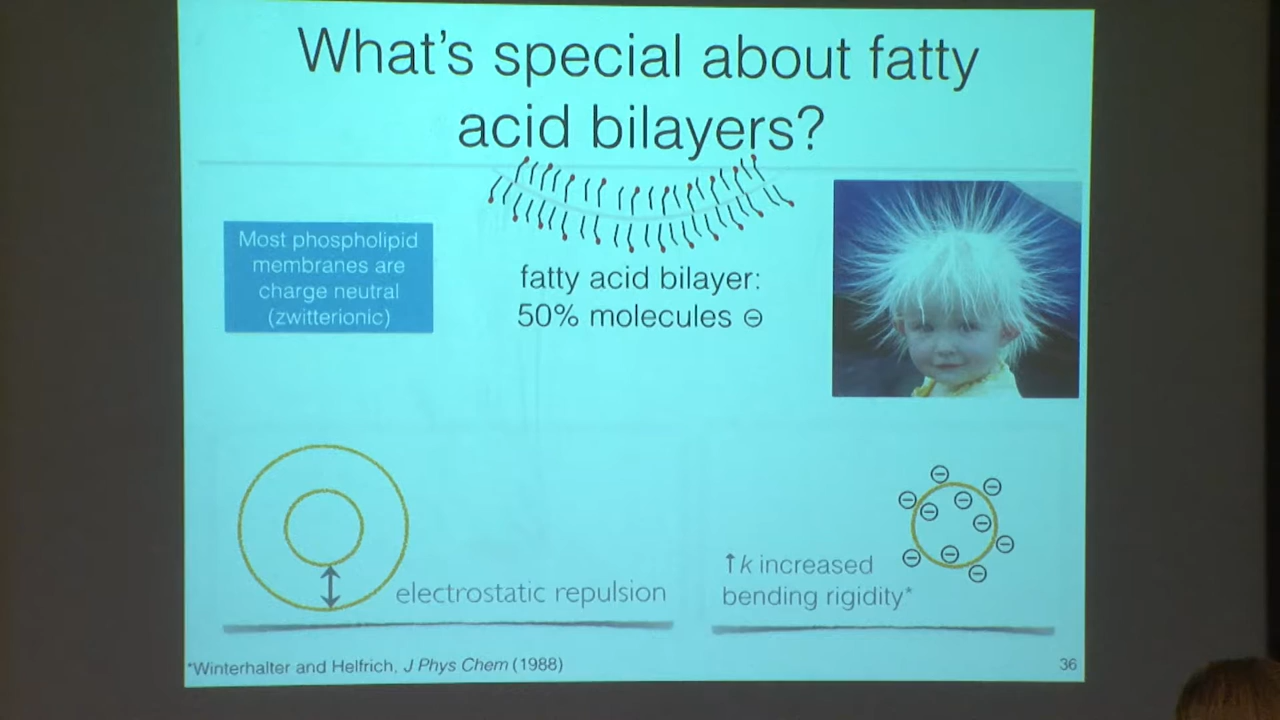 What's special about fatty
acid bilayers?
Most phospholipid
membranes are
charge neutral
(zwitterionic)
fatty acid bilayer:
50% molecules ⊖
electrostatic repulsion
↑k increased
bending rigidity*
*Winterhalter and Helfrich, J Phys Chem (1988)
36